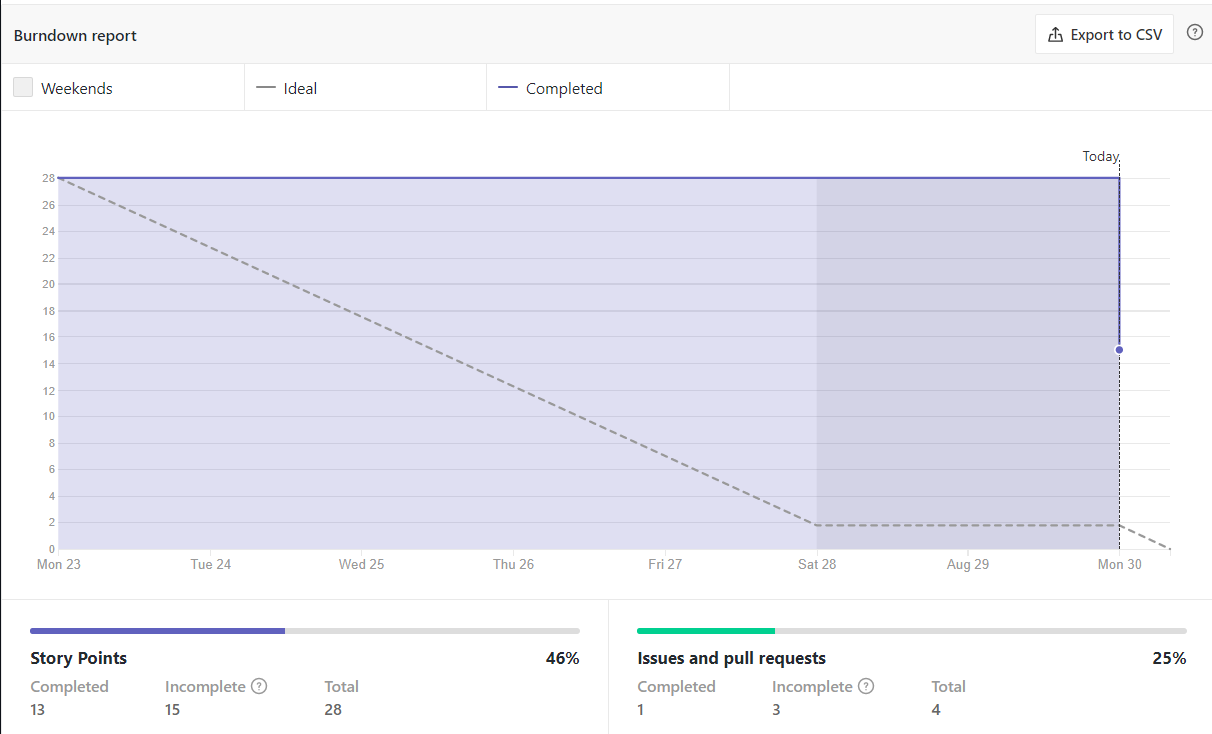 Burndown report
Export to CSV
?
Weekends
Ideal
Completed
Today
28
26
24
22
20
18
16
14
12
10
8
6
4
2
0
Mon 23 Tue 24 Wed 25 Thu 26 Fri 27 Sat 28 Aug 29 Mon 30
Story Points 46%
Completed Incomplete ? Total
13 15 28
Issues and pull requests 25%
Completed Incomplete ? Total
1 3 4